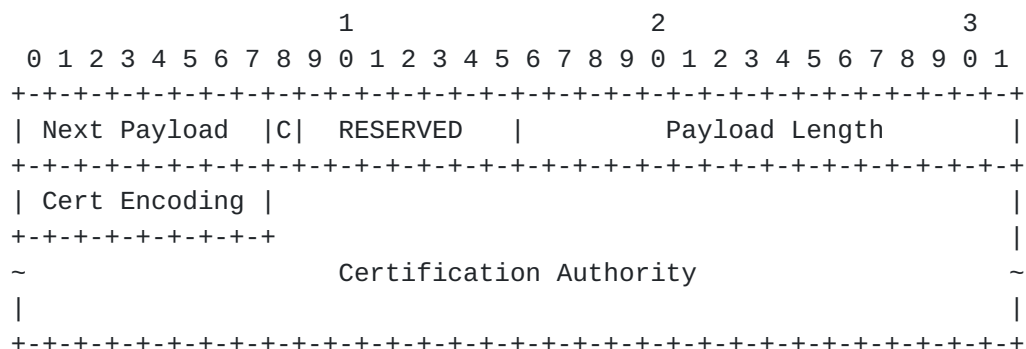 1                   2                   3
 0 1 2 3 4 5 6 7 8 9 0 1 2 3 4 5 6 7 8 9 0 1 2 3 4 5 6 7 8 9 0 1
+-+-+-+-+-+-+-+-+-+-+-+-+-+-+-+-+-+-+-+-+-+-+-+-+-+-+-+-+-+-+-+-+
| Next Payload  |C|  RESERVED   |         Payload Length        |
+-+-+-+-+-+-+-+-+-+-+-+-+-+-+-+-+-+-+-+-+-+-+-+-+-+-+-+-+-+-+-+-+
| Cert Encoding |                                               |
+-+-+-+-+-+-+-+-+                                               |
~                    Certification Authority                    ~
|                                                               |
+-+-+-+-+-+-+-+-+-+-+-+-+-+-+-+-+-+-+-+-+-+-+-+-+-+-+-+-+-+-+-+-+